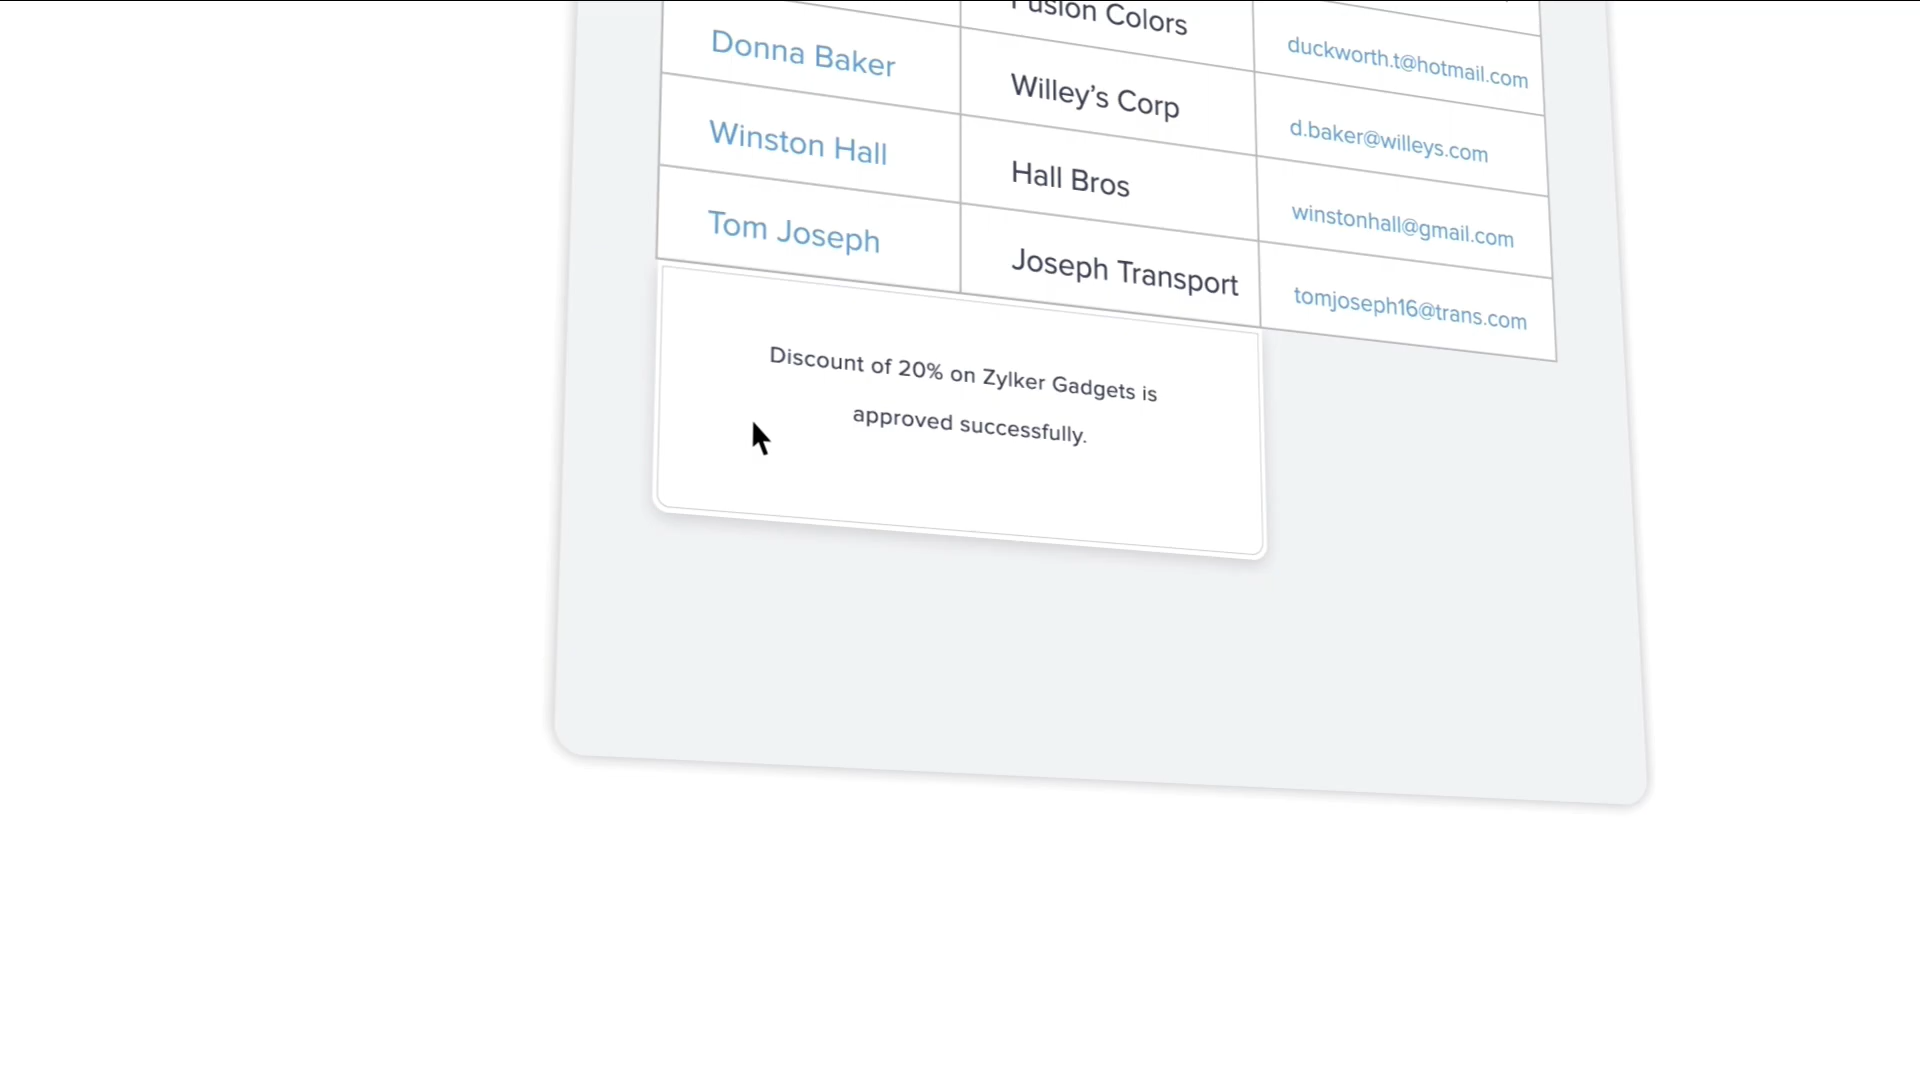 Fusion Colors
duckworth.t@hotmail.com
Donna Baker
Willey’s Corp
d.baker@willeys.com
Winston Hall
Hall Bros
winstonhall@gmail.com
Tom Joseph
Joseph Transport
tomjoseph16@trans.com
Discount of 20% on Zylker Gadgets is
approved successfully.